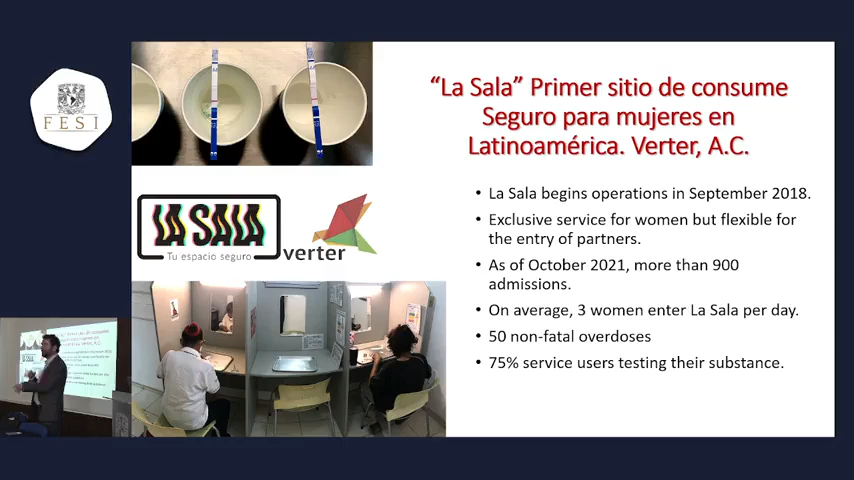 FESI
"La Sala" Primer sitio de consume
Seguro para mujeres en
Latinoamérica. Verter, A.C.
LA SALA
Tu espacio seguro
verter
• La Sala begins operations in September 2018.
• Exclusive service for women but flexible for
the entry of partners.
• As of October 2021, more than 900
admissions.
• On average, 3 women enter La Sala per day.
• 50 non-fatal overdoses
• 75% service users testing their substance.